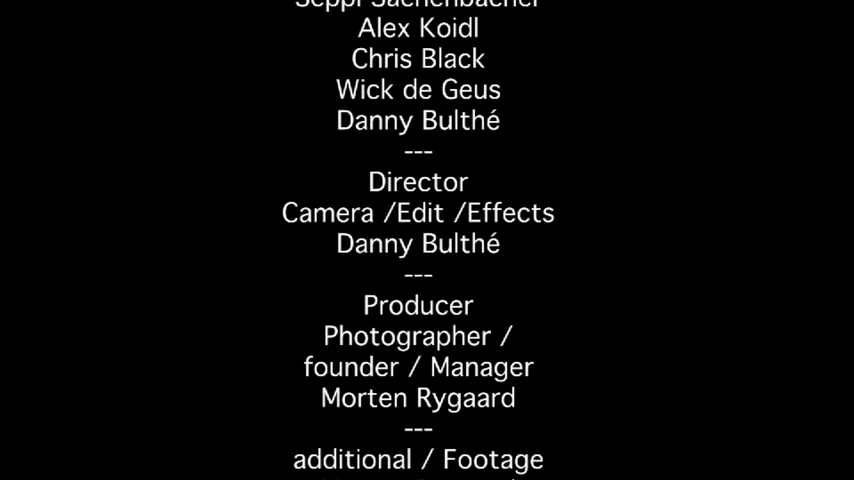 Seppi Sachenbacher
Alex Koidl
Chris Black
Wick de Geus
Danny Bulthé
---
Director
Camera /Edit /Effects
Danny Bulthé
---
Producer
Photographer /
founder / Manager
Morten Rygaard
---
additional / Footage